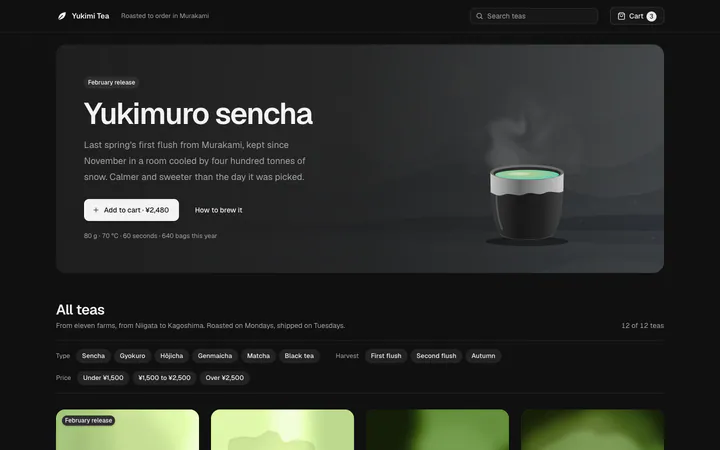 Yukimi Tea
Roasted to order in Murakami
Search teas
Cart 3
February release
Yukimuro sencha
Last spring's first flush from Murakami, kept since
November in a room cooled by four hundred tonnes of
snow. Calmer and sweeter than the day it was picked.
Add to cart · ¥2,480
How to brew it
80 g · 70 °C · 60 seconds · 640 bags this year
All teas
From eleven farms, from Niigata to Kagoshima. Roasted on Mondays, shipped on Tuesdays.
12 of 12 teas
Type Sencha Gyokuro Hōjicha Genmaicha Matcha Black tea Harvest First flush Second flush Autumn
Price Under ¥1,500 ¥1,500 to ¥2,500 Over ¥2,500
February release